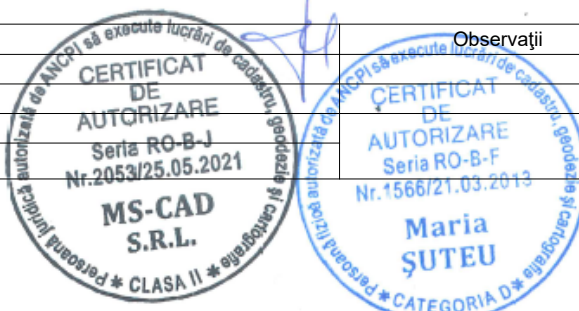 Observaţii
Persoană juridică autorizată de ANCPI să execute lucrări de cadastru, geodezie şi cartografie
CERTIFICAT
DE
AUTORIZARE
Seria RO-B-J
Nr.2053/25.05.2021
MS-CAD
S.R.L.
* CLASA II *
Persoană fizică autorizată de ANCPI să execute lucrări de cadastru, geodezie şi cartografie
CERTIFICAT
DE
AUTORIZARE
Seria RO-B-F
Nr.1566/21.03.2013
Maria
ŞUTEU
* CATEGORIA D *